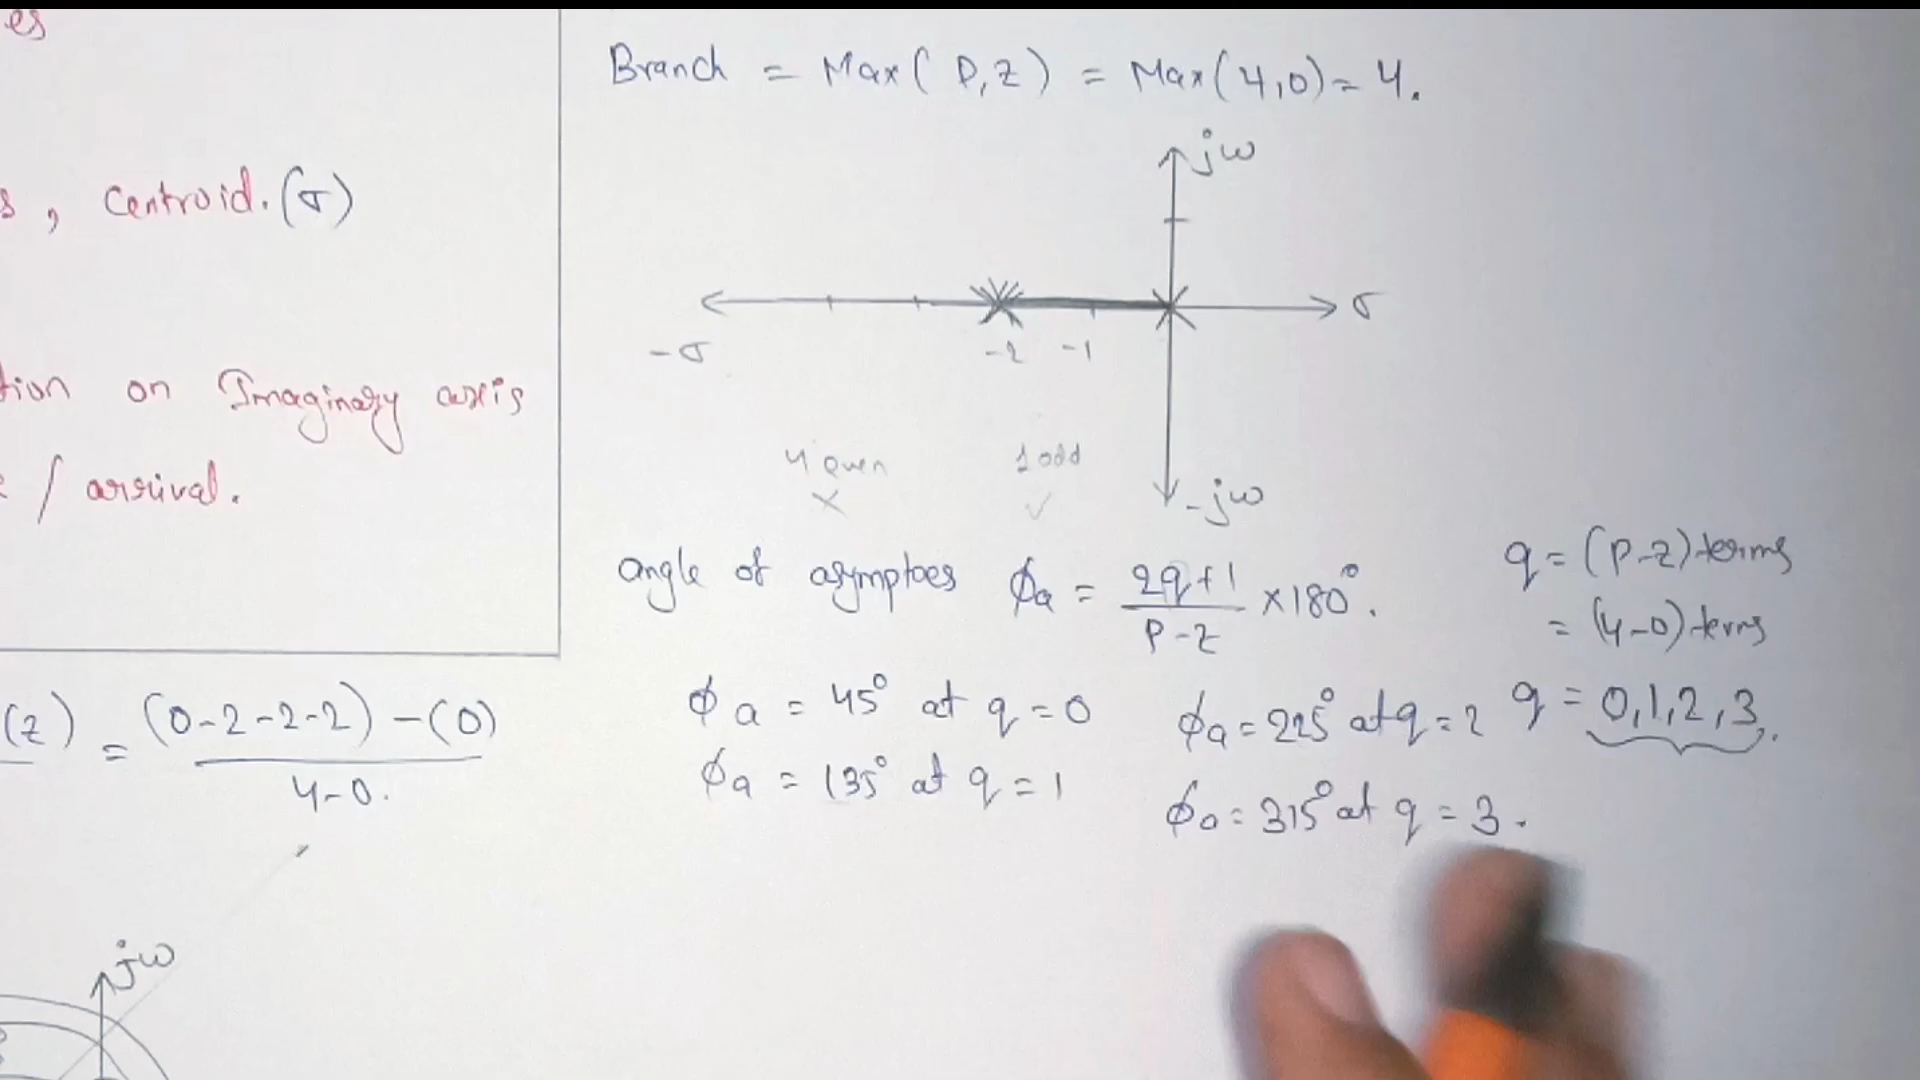 es
s, Centroid. (σ)
tion on Imaginary axis
/ arrival.
(z) = (0-2-2-2) - (0)
4-0.
jω
Branch = Max( P, Z ) = Max( 4, 0 ) = 4.
jω
σ
-σ -2 -1
4 even 1 odd
× ✓
-jω
angle of asymptoes ϕa = 2q+1 / P-Z ×180°.
q = (P-Z) terms
= (4-0) terms
q = 0,1,2,3.
ϕa = 45° at q = 0
ϕa = 135° at q = 1
ϕa = 225° at q = 2
ϕa = 315° at q = 3.